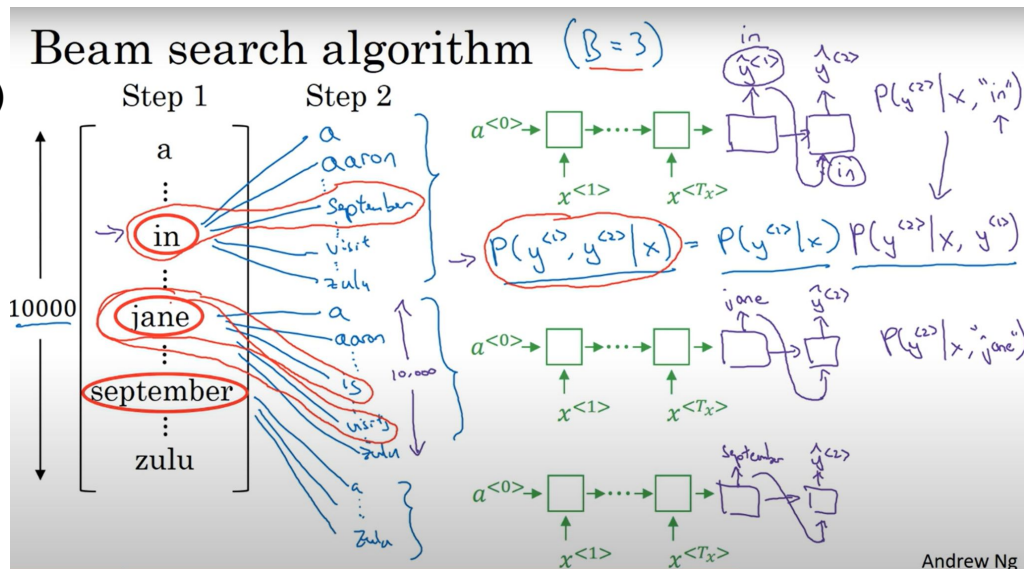 Beam search algorithm (B = 3)
Step 1 Step 2
10000
a
⋮
in
⋮
jane
⋮
september
⋮
zulu
a
aaron
⋮
September
⋮
visit
⋮
zulu
a
aaron
⋮
is
⋮
visits
⋮
zulu
10,000
a
⋮
zulu
a<0> → → ⋯ → →
x<1> x<Tx>
in
ŷ<1> ŷ<2>
in
P(y<2>|x, "in")
P(y<1>, y<2>|x) = P(y<1>|x) P(y<2>|x, y<1>)
a<0> → → ⋯ → →
x<1> x<Tx>
jane ŷ<2>
P(y<2>|x, "jane")
a<0> → → ⋯ → →
x<1> x<Tx>
September ŷ<2>
Andrew Ng